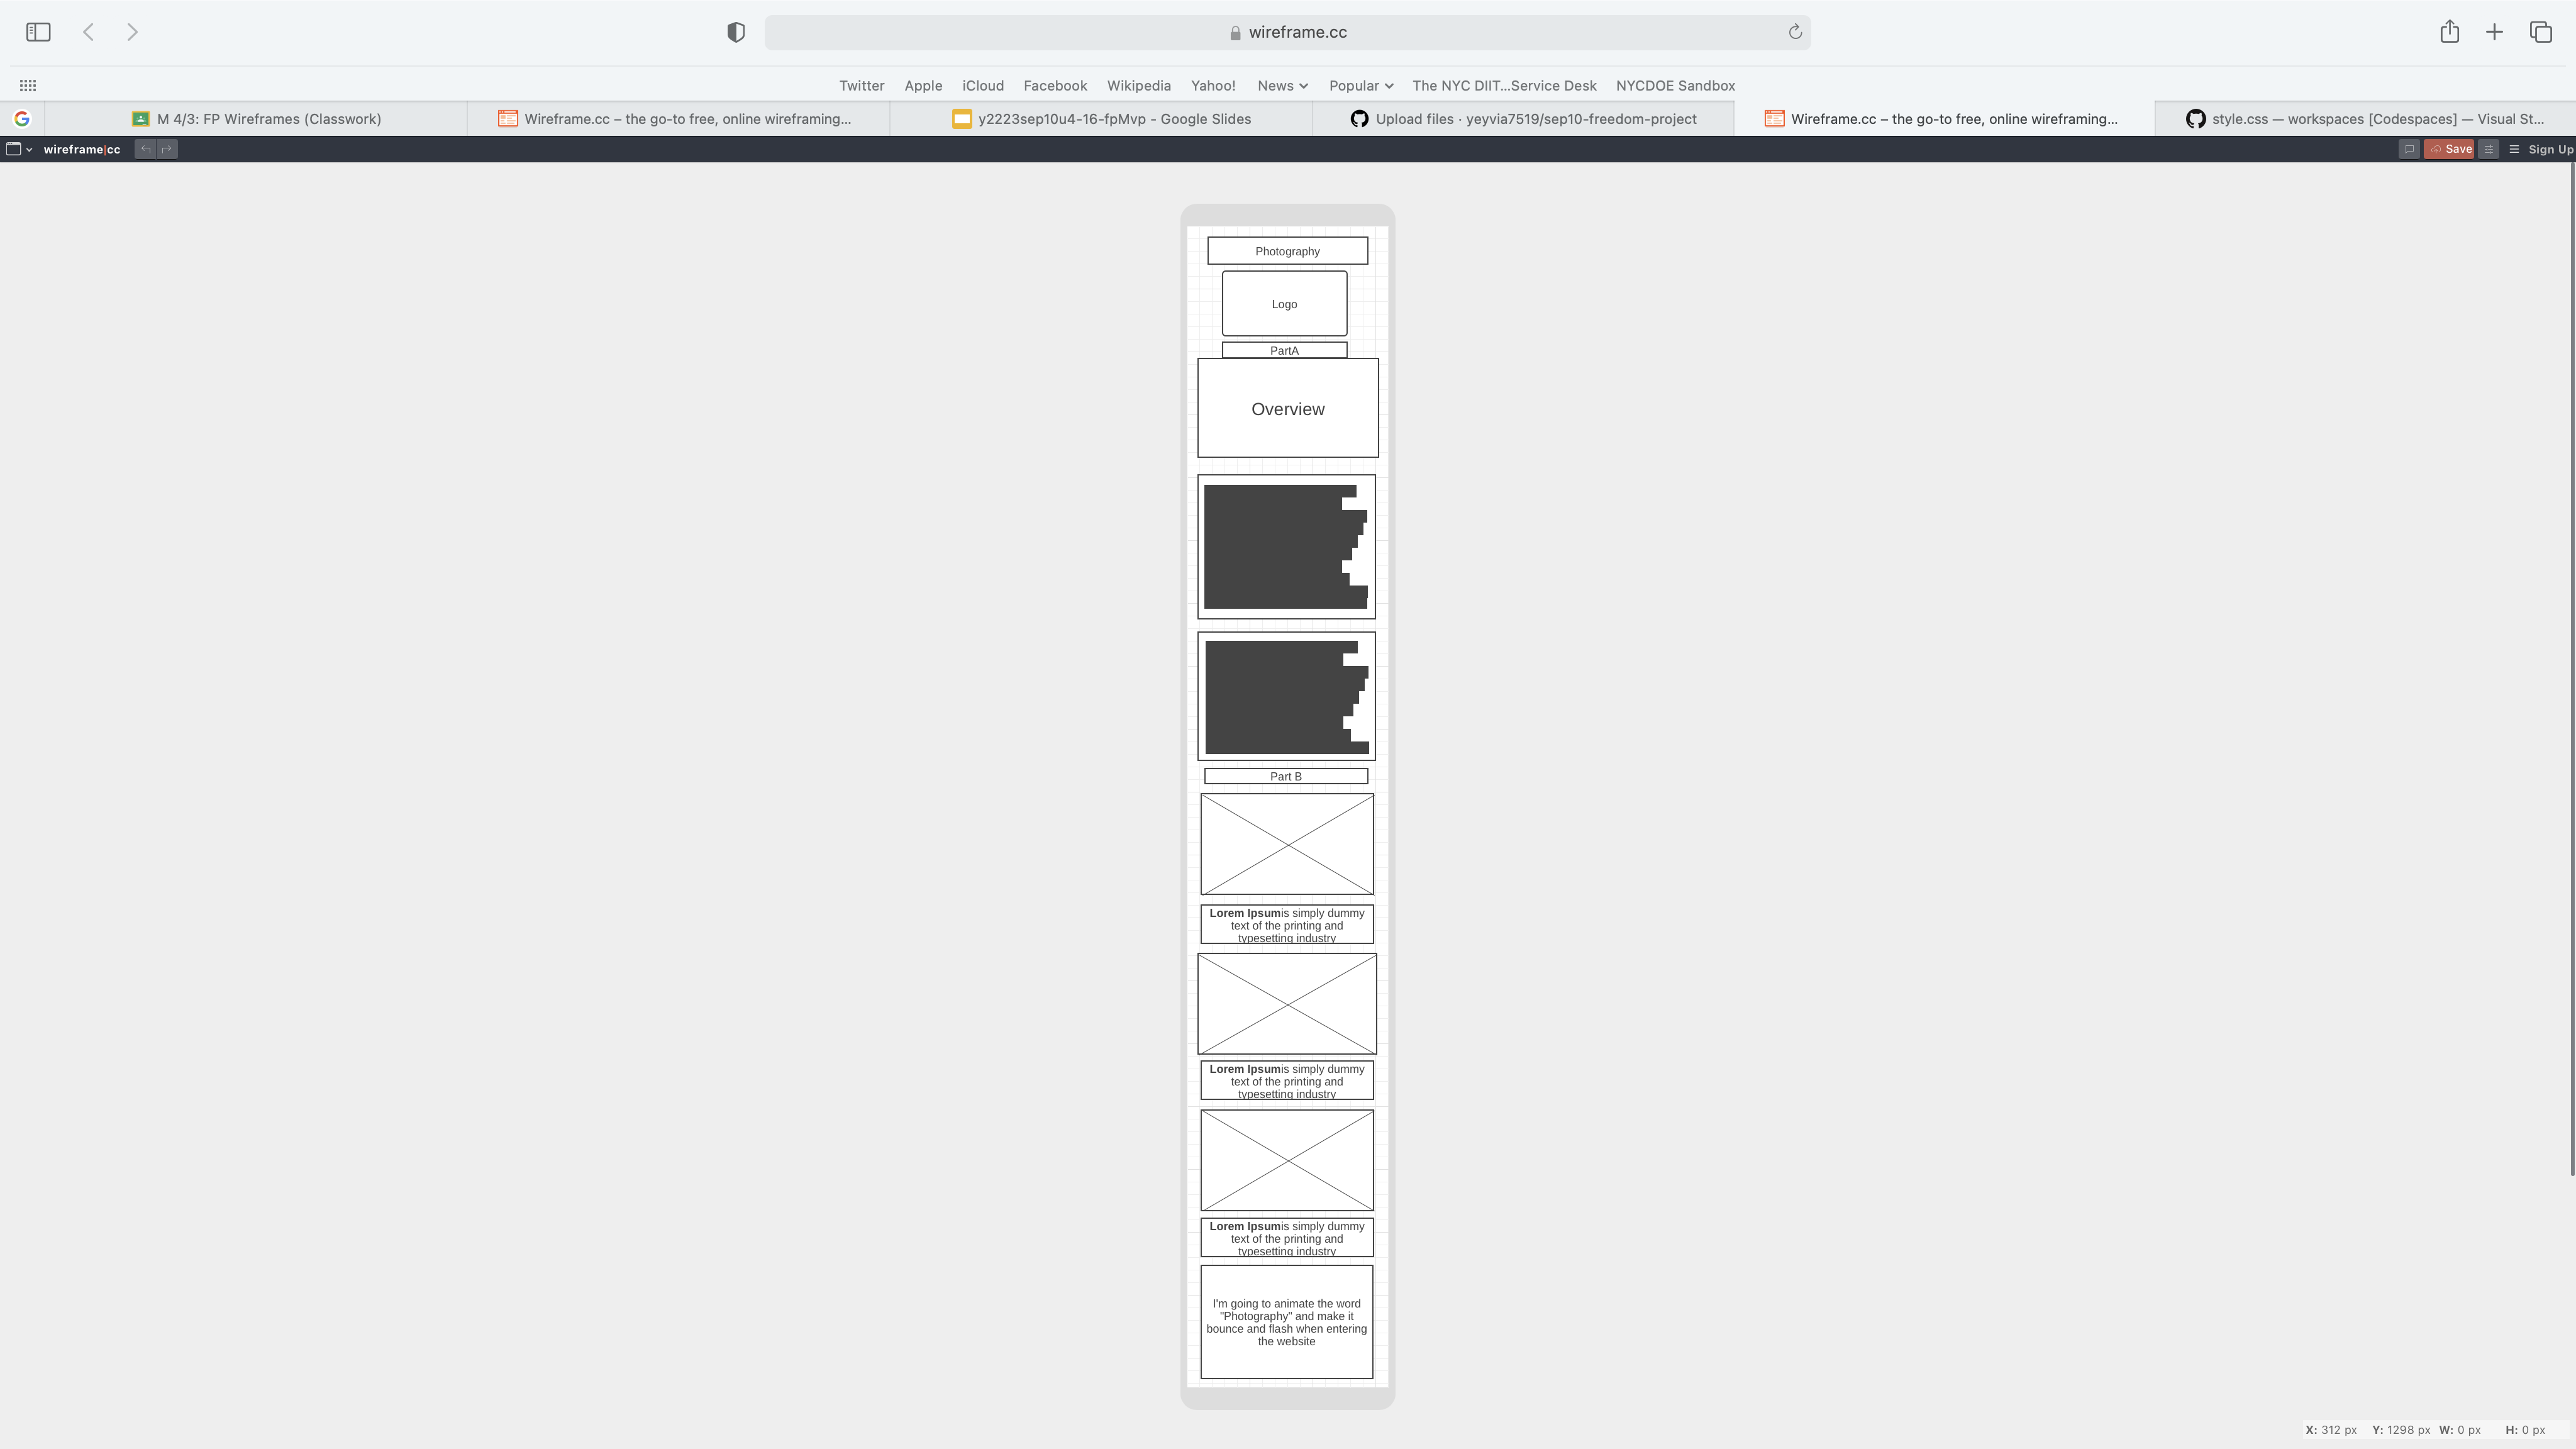 wireframe.cc
Twitter Apple iCloud Facebook Wikipedia Yahoo! News Popular The NYC DIIT...Service Desk NYCDOE Sandbox
M 4/3: FP Wireframes (Classwork) Wireframe.cc – the go-to free, online wireframing... y2223sep10u4-16-fpMvp - Google Slides Upload files · yeyvia7519/sep10-freedom-project Wireframe.cc – the go-to free, online wireframing... style.css — workspaces [Codespaces] — Visual St...
wireframe|cc Save Sign Up
Photography
Logo
PartA
Overview
Part B
Lorem Ipsumis simply dummy
text of the printing and
typesetting industry
Lorem Ipsumis simply dummy
text of the printing and
typesetting industry
Lorem Ipsumis simply dummy
text of the printing and
typesetting industry
I'm going to animate the word
"Photography" and make it
bounce and flash when entering
the website
X: 312 px Y: 1298 px W: 0 px H: 0 px